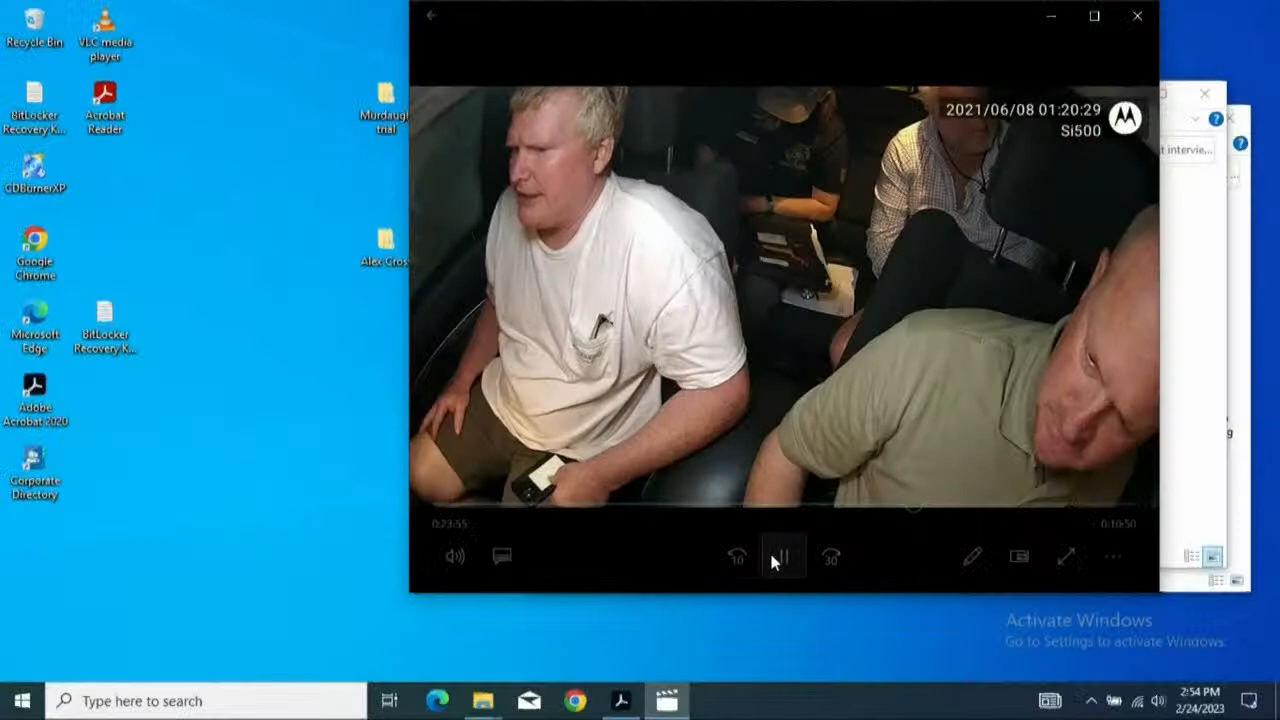 Recycle Bin
VLC media
player
BitLocker
Recovery K...
Acrobat
Reader
CDBurnerXP
Google
Chrome
Microsoft
Edge
BitLocker
Recovery K...
Adobe
Acrobat 2020
Corporate
Directory
Murdaugh
trial
Alex Cros
2021/06/08 01:20:29
Si500
t intervie...
0:23:55
0:10:50
10
30
Activate Windows
Go to Settings to activate Windows.
Type here to search
2:54 PM
2/24/2023